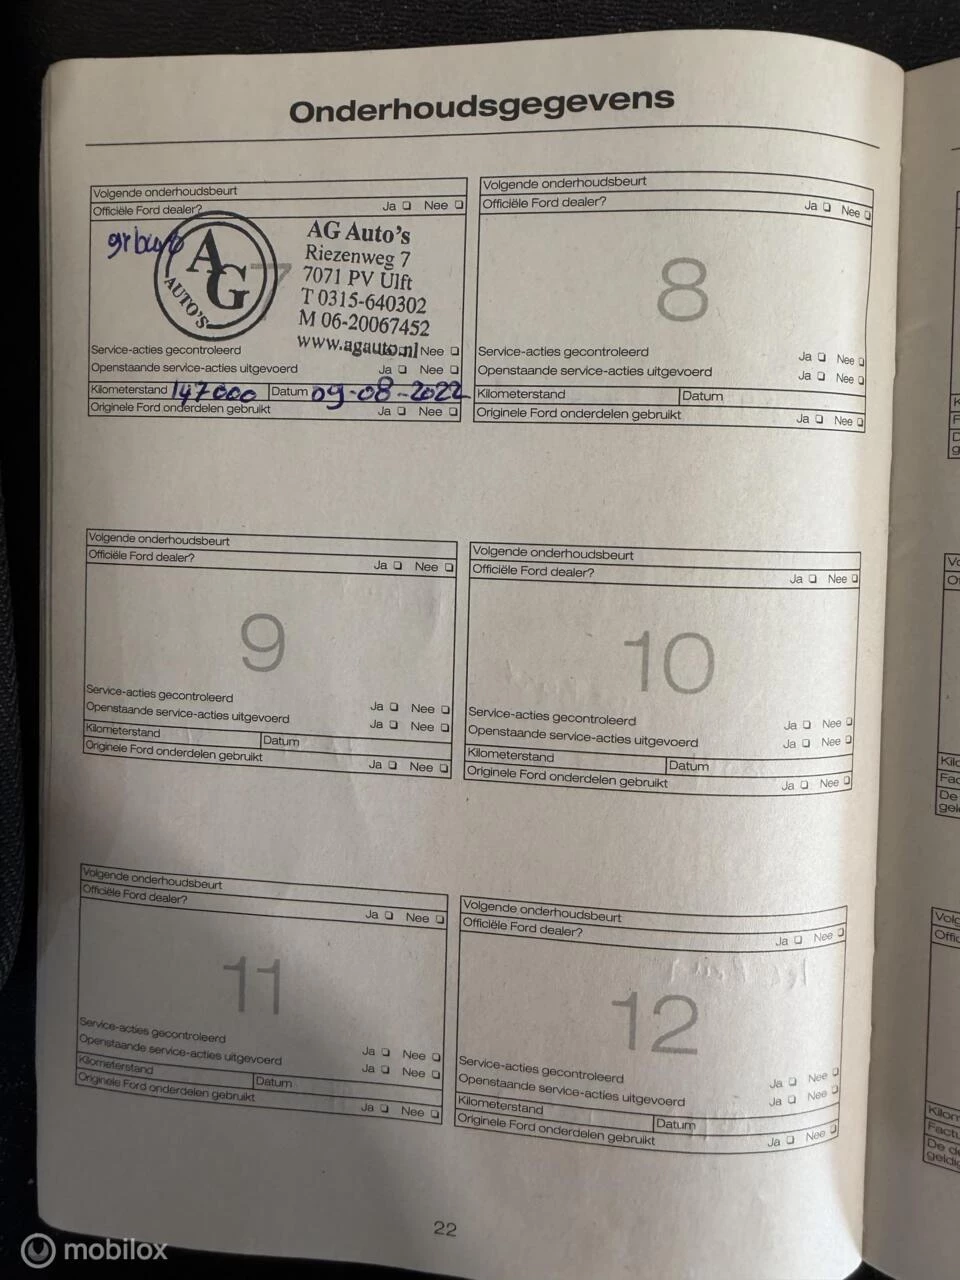 Onderhoudsgegevens
Volgende onderhoudsbeurt
Officiële Ford dealer? Ja Nee
gr beurt
AG
AUTO'S
7
AG Auto's
Riezenweg 7
7071 PV Ulft
T 0315-640302
M 06-20067452
www.agauto.nl
Service-acties gecontroleerd Nee
Openstaande service-acties uitgevoerd Ja Nee
Kilometerstand 147000 Datum 09-08-2022
Originele Ford onderdelen gebruikt Ja Nee
Volgende onderhoudsbeurt
Officiële Ford dealer? Ja Nee
8
Service-acties gecontroleerd Ja Nee
Openstaande service-acties uitgevoerd Ja Nee
Kilometerstand Datum
Originele Ford onderdelen gebruikt Ja Nee
Volgende onderhoudsbeurt
Officiële Ford dealer? Ja Nee
9
Service-acties gecontroleerd Ja Nee
Openstaande service-acties uitgevoerd Ja Nee
Kilometerstand Datum
Originele Ford onderdelen gebruikt Ja Nee
Volgende onderhoudsbeurt
Officiële Ford dealer? Ja Nee
10
Service-acties gecontroleerd Ja Nee
Openstaande service-acties uitgevoerd Ja Nee
Kilometerstand Datum
Originele Ford onderdelen gebruikt Ja Nee
Volgende onderhoudsbeurt
Officiële Ford dealer? Ja Nee
11
Service-acties gecontroleerd Ja Nee
Openstaande service-acties uitgevoerd Ja Nee
Kilometerstand Datum
Originele Ford onderdelen gebruikt Ja Nee
Volgende onderhoudsbeurt
Officiële Ford dealer? Ja Nee
12
Service-acties gecontroleerd Ja Nee
Openstaande service-acties uitgevoerd Ja Nee
Kilometerstand Datum
Originele Ford onderdelen gebruikt Ja Nee
22
mobilox